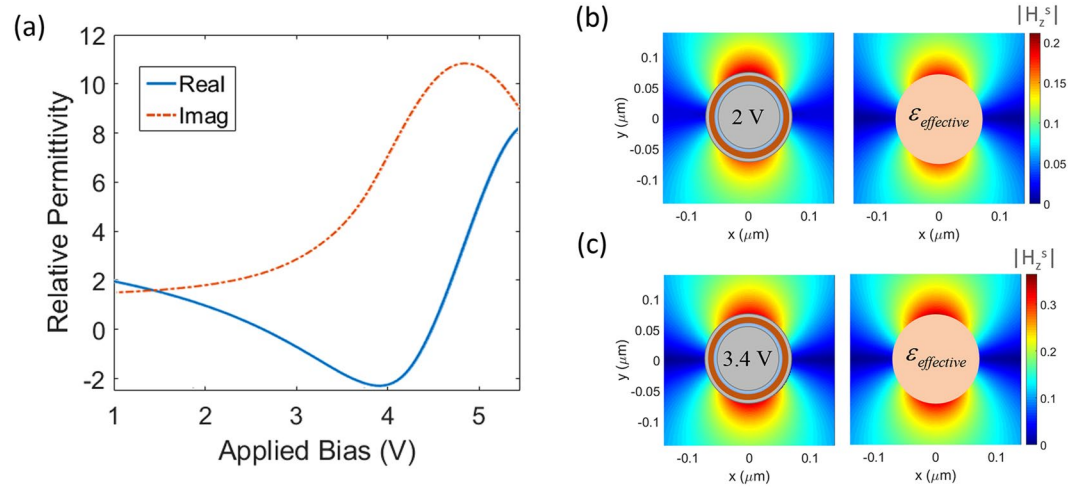 (a)
12
10
8
6
4
2
0
-2
Relative Permittivity
Real
Imag
1
2
3
4
5
Applied Bias (V)
(b)
|H_z^s|
0.1
0.05
0
-0.05
-0.1
y (μm)
2 V
-0.1
0
0.1
x (μm)
ε_effective
-0.1
0
0.1
x (μm)
0.2
0.15
0.1
0.05
0
(c)
|H_z^s|
0.1
0.05
0
-0.05
-0.1
y (μm)
3.4 V
-0.1
0
0.1
x (μm)
ε_effective
-0.1
0
0.1
x (μm)
0.3
0.2
0.1
0